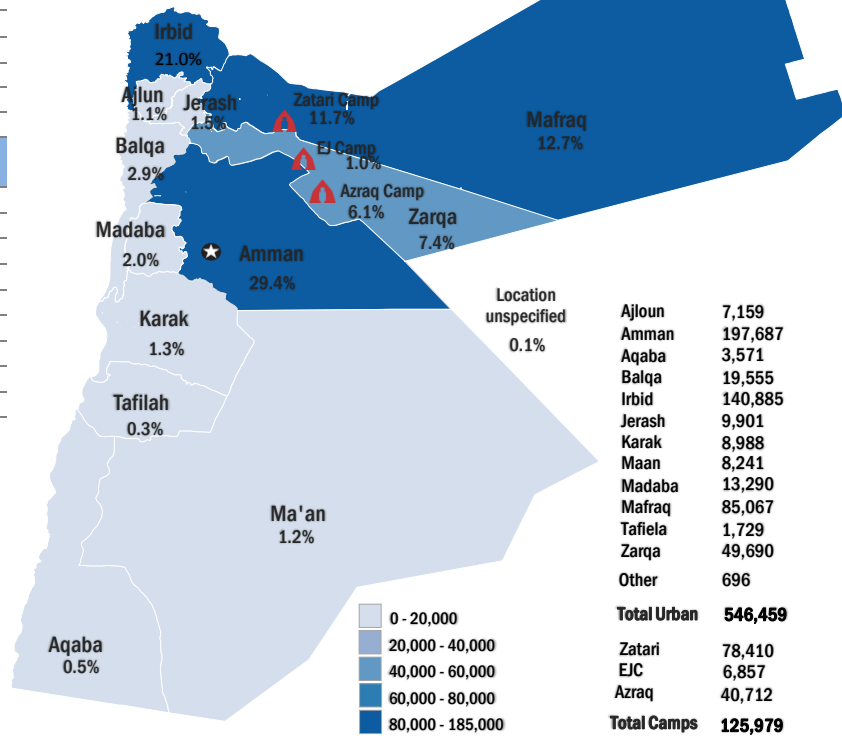 Irbid
21.0%
Ajlun
1.1%
Jerash
1.5%
Zatari Camp
11.7%
Mafraq
12.7%
Balqa
2.9%
EJ Camp
1.0%
Azraq Camp
6.1%
Zarqa
7.4%
Madaba
2.0%
Amman
29.4%
Karak
1.3%
Location
unspecified
0.1%
Tafilah
0.3%
Ma'an
1.2%
Aqaba
0.5%
0 - 20,000
20,000 - 40,000
40,000 - 60,000
60,000 - 80,000
80,000 - 185,000
Ajloun 7,159
Amman 197,687
Aqaba 3,571
Balqa 19,555
Irbid 140,885
Jerash 9,901
Karak 8,988
Maan 8,241
Madaba 13,290
Mafraq 85,067
Tafiela 1,729
Zarqa 49,690
Other 696
Total Urban 546,459
Zatari 78,410
EJC 6,857
Azraq 40,712
Total Camps 125,979